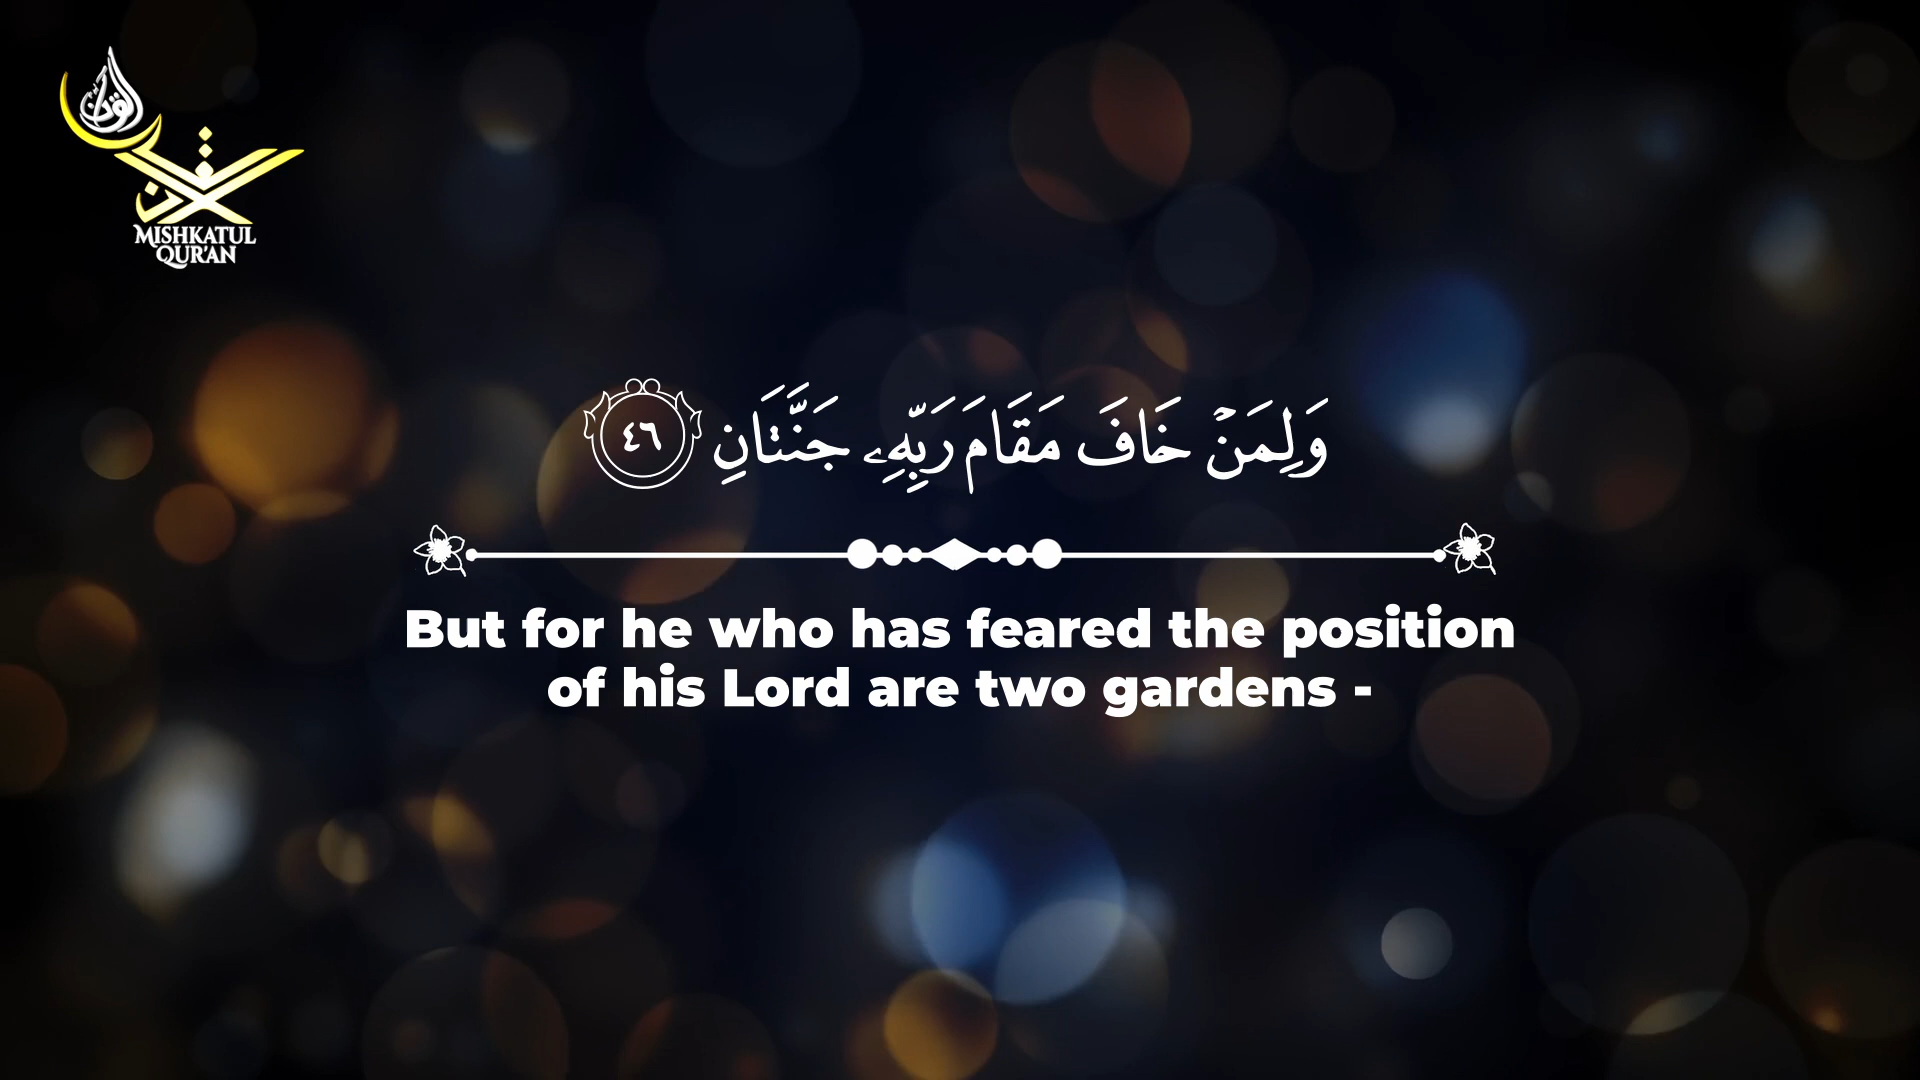 القرآن
MISHKATUL
QUR'AN
وَلِمَنْ خَافَ مَقَامَ رَبِّهِۦ جَنَّتَانِ ٤٦
But for he who has feared the position
of his Lord are two gardens -